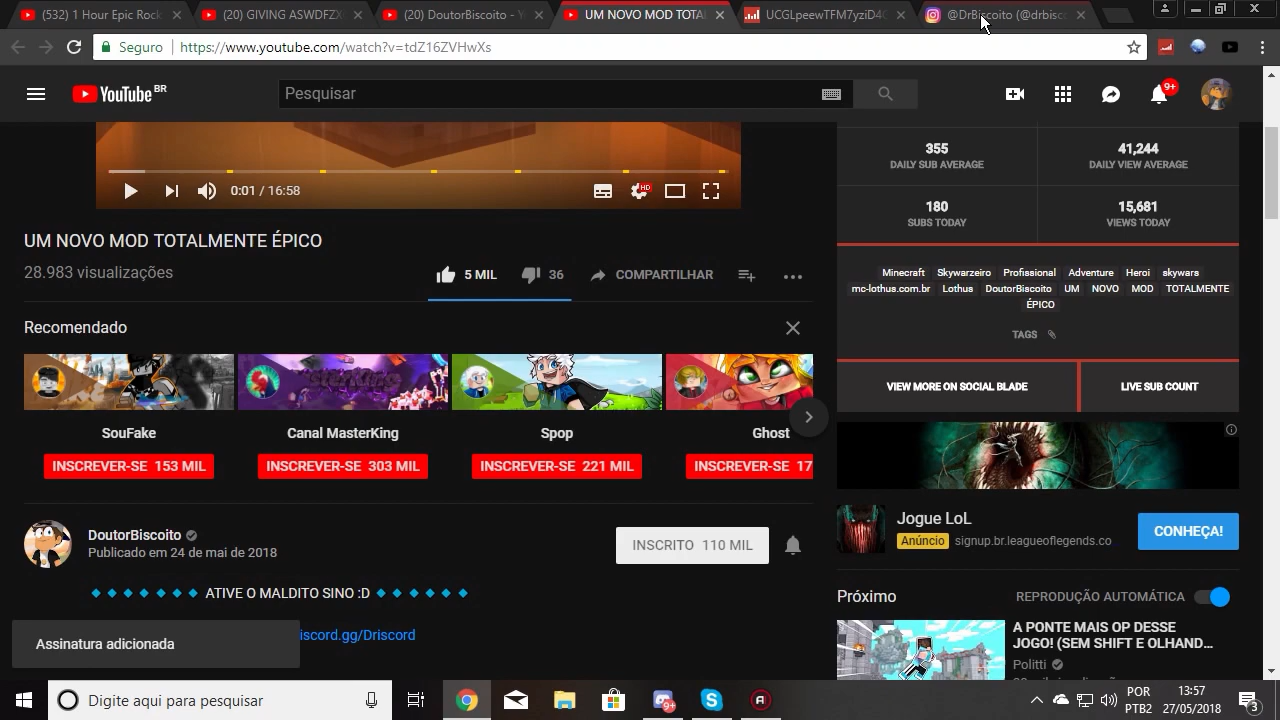 (532) 1 Hour Epic Rock
(20) GIVING ASWDFZX
(20) DoutorBiscoito - Y
UM NOVO MOD TOTAL
UCGLpeewTFM7yziD4
@DrBiscoito (@drbisc
Seguro
https://www.youtube.com/watch?v=tdZ16ZVHwXs
YouTube BR
Pesquisar
9+
355
DAILY SUB AVERAGE
41,244
DAILY VIEW AVERAGE
180
SUBS TODAY
15,681
VIEWS TODAY
0:01 / 16:58
HD
UM NOVO MOD TOTALMENTE ÉPICO
28.983 visualizações
5 MIL
36
COMPARTILHAR
Minecraft Skywarzeiro Profissional Adventure Heroi skywars
mc-lothus.com.br Lothus DoutorBiscoito UM NOVO MOD TOTALMENTE
ÉPICO
TAGS
VIEW MORE ON SOCIAL BLADE
LIVE SUB COUNT
Recomendado
SouFake
Canal MasterKing
Spop
Ghost
INSCREVER-SE 153 MIL
INSCREVER-SE 303 MIL
INSCREVER-SE 221 MIL
INSCREVER-SE 17
Jogue LoL
Anúncio signup.br.leagueoflegends.co
CONHEÇA!
DoutorBiscoito
Publicado em 24 de mai de 2018
INSCRITO 110 MIL
◆ ◆ ◆ ◆ ◆ ◆ ◆ ATIVE O MALDITO SINO :D ◆ ◆ ◆ ◆ ◆ ◆
iscord.gg/Driscord
Assinatura adicionada
Próximo
REPRODUÇÃO AUTOMÁTICA
A PONTE MAIS OP DESSE
JOGO! (SEM SHIFT E OLHAND...
Politti
Digite aqui para pesquisar
9+
POR
PTB2
13:57
27/05/2018
3